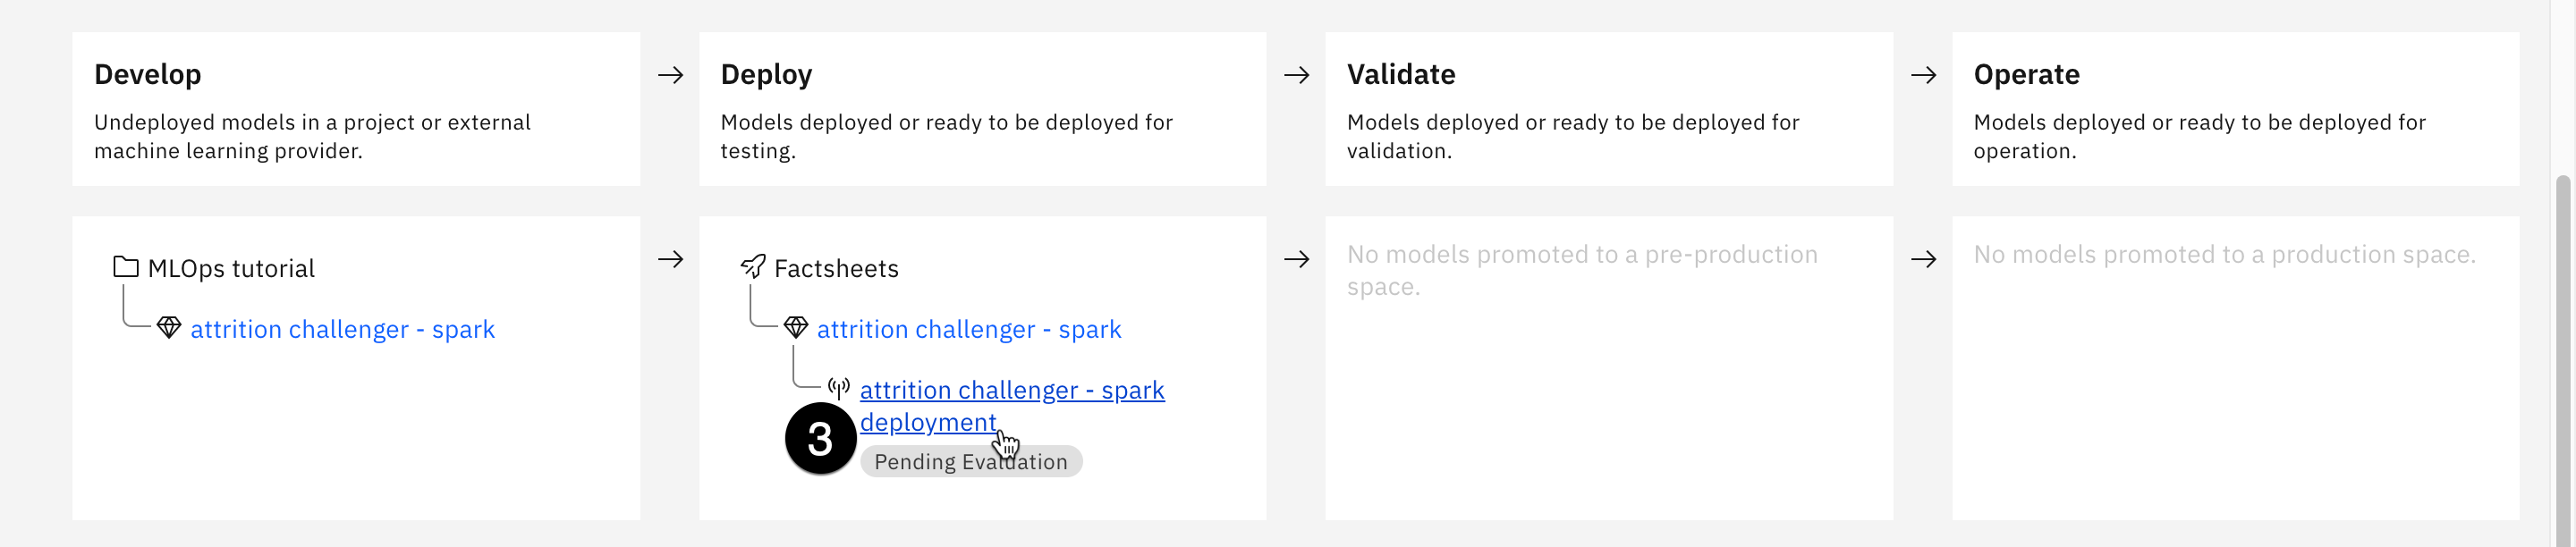 Develop
Undeployed models in a project or external
machine learning provider.
Deploy
Models deployed or ready to be deployed for
testing.
Validate
Models deployed or ready to be deployed for
validation.
Operate
Models deployed or ready to be deployed for
operation.
MLOps tutorial
attrition challenger - spark
Factsheets
attrition challenger - spark
attrition challenger - spark
deployment
3
Pending Evaluation
No models promoted to a pre-production
space.
No models promoted to a production space.